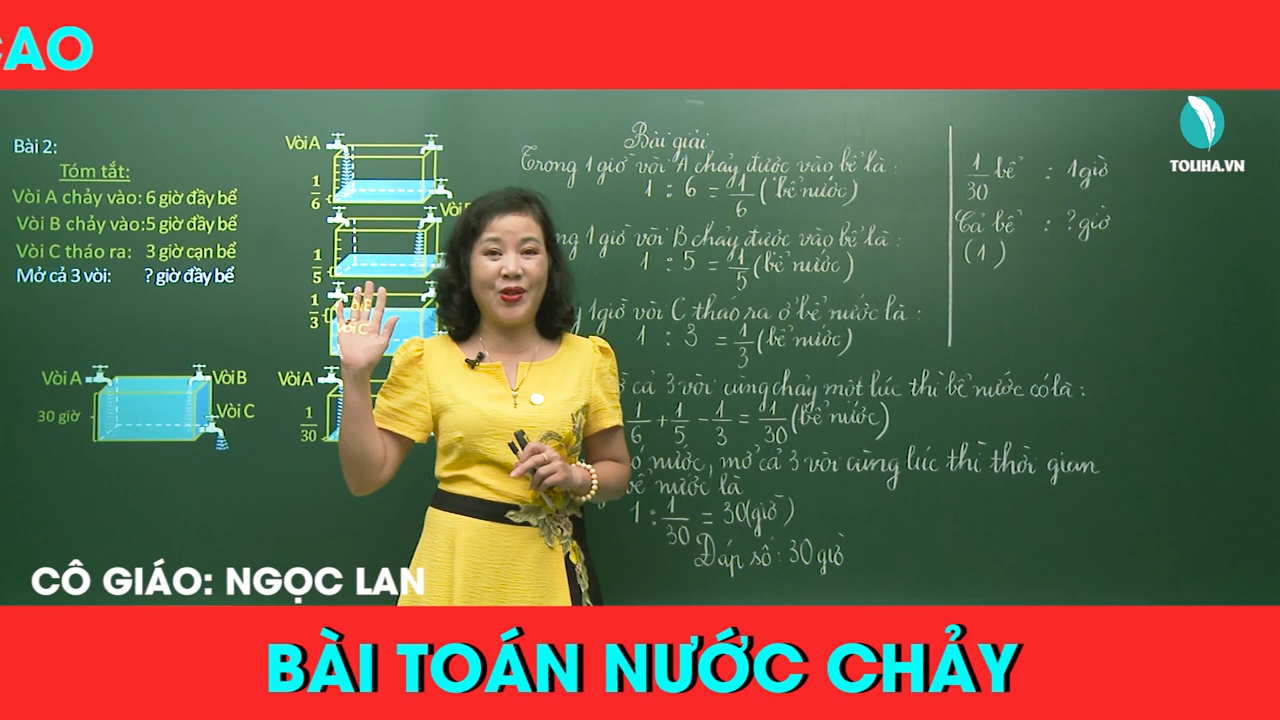 CAO
TOLIHA.VN
Bài 2:
Tóm tắt:
Vòi A chảy vào: 6 giờ đầy bể
Vòi B chảy vào: 5 giờ đầy bể
Vòi C tháo ra: 3 giờ cạn bể
Mở cả 3 vòi: ? giờ đầy bể
Vòi A
1/6
Vòi B
1/5
1/3
Vòi B
Vòi C
Vòi A
Vòi B
30 giờ
Vòi C
Vòi A
1/30
Bài giải
Trong 1 giờ vòi A chảy được vào bể là:
1 : 6 = 1/6 (bể nước)
1 giờ vòi B chảy được vào bể là:
1 : 5 = 1/5 (bể nước)
1 giờ vòi C tháo ra ở bể nước là:
1 : 3 = 1/3 (bể nước)
cả 3 vòi cùng chảy một lúc thì bể nước có là:
1/6 + 1/5 - 1/3 = 1/30 (bể nước)
nước, mở cả 3 vòi cùng lúc thì thời gian
bể nước là
1 : 1/30 = 30 (giờ)
Đáp số: 30 giờ
1/30 bể : 1 giờ
Cả bể : ? giờ
(1)
CÔ GIÁO: NGỌC LAN
BÀI TOÁN NƯỚC CHẢY